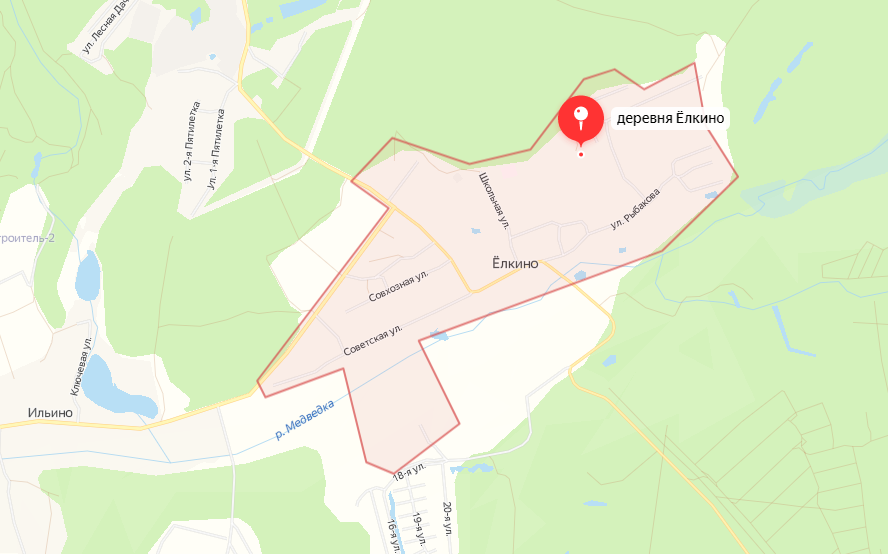 ул. Лесная Дач
ул. 2-я Пятилетка
ул. 1-я Пятилетка
деревня Ёлкино
Школьная ул.
ул. Рыбакова
троитель-2
Ёлкино
Совхозная ул.
Советская ул.
Ключевая ул.
Ильино
р. Медведка
18-я ул.
16-я ул.
19-я ул.
20-я ул.